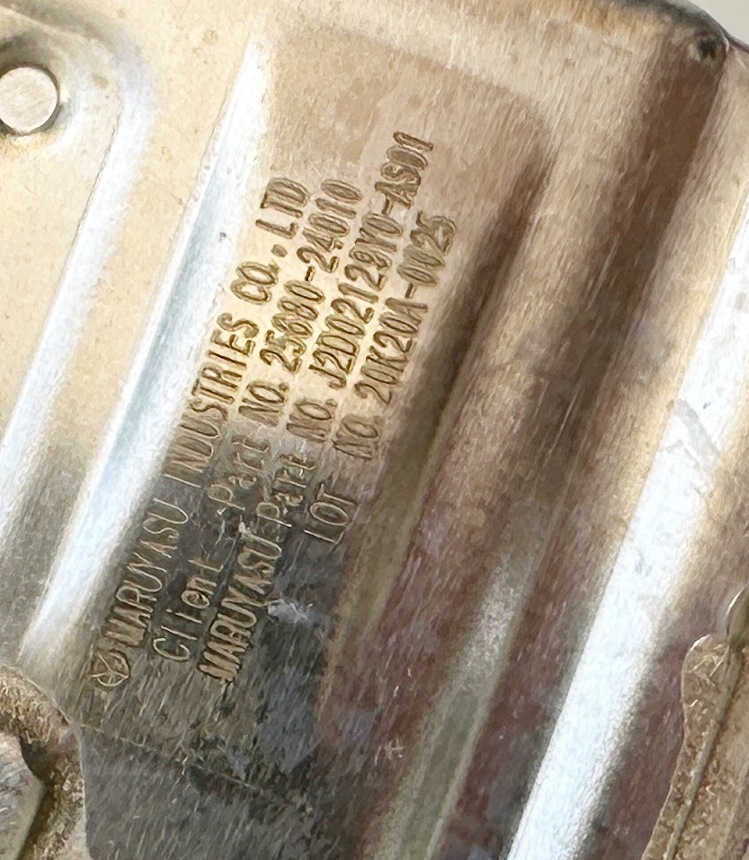 MARUYASU INDUSTRIES CO.,LTD
Client Part NO. 25680-24010
MARUYASU Part NO. J2D02128Y0-AS01
LOT NO. 20K20A-0025